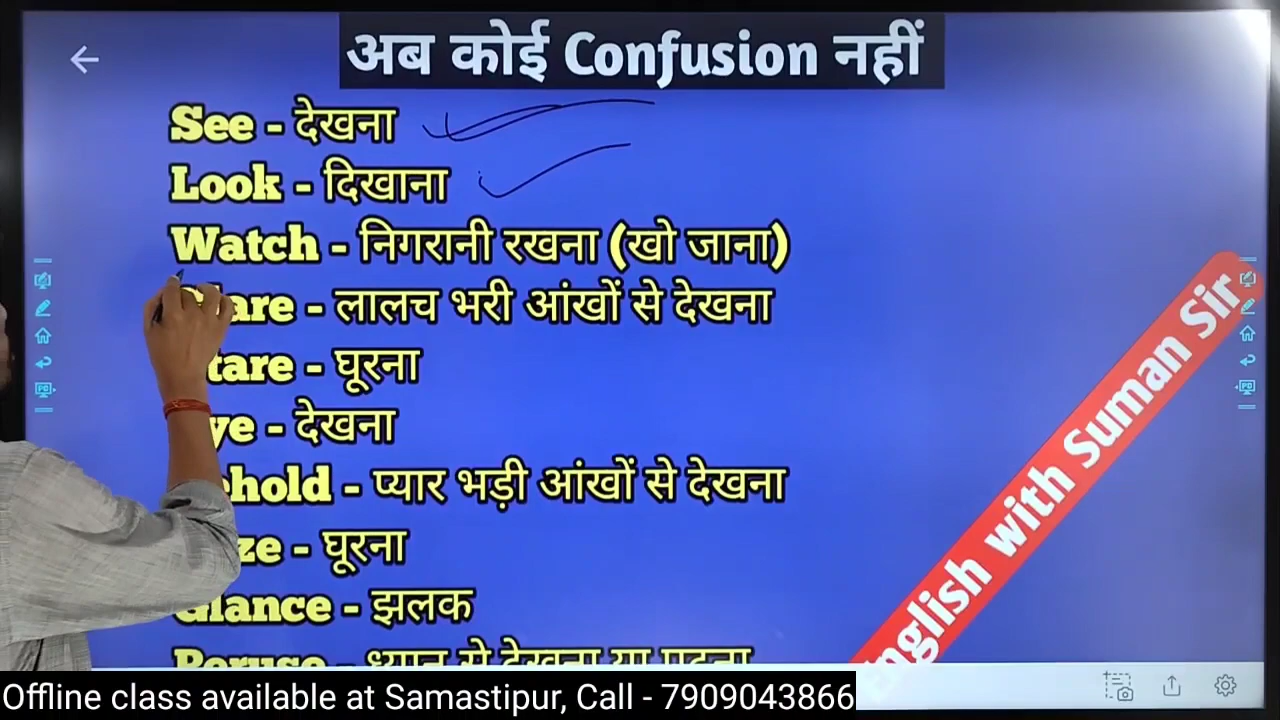 अब कोई Confusion नहीं
See - देखना
Look - दिखाना
Watch - निगरानी रखना (खो जाना)
- लालच भरी आंखों से देखना
- घूरना
- देखना
- प्यार भड़ी आंखों से देखना
- घूरना
Glance - झलक
with Suman Sir
Offline class available at Samastipur, Call - 7909043866